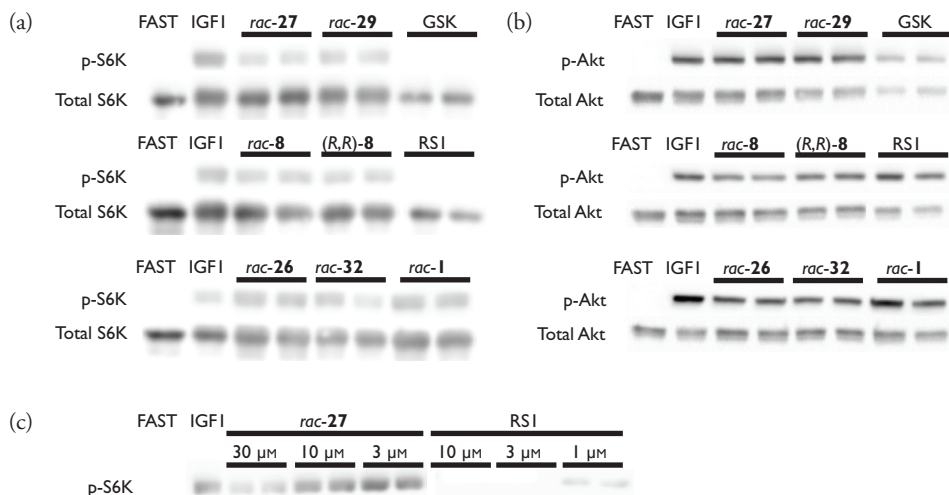 (a)
FAST IGF1 rac-27 rac-29 GSK
p-S6K
Total S6K
FAST IGF1 rac-8 (R,R)-8 RS1
p-S6K
Total S6K
FAST IGF1 rac-26 rac-32 rac-1
p-S6K
Total S6K
(b)
FAST IGF1 rac-27 rac-29 GSK
p-Akt
Total Akt
FAST IGF1 rac-8 (R,R)-8 RS1
p-Akt
Total Akt
FAST IGF1 rac-26 rac-32 rac-1
p-Akt
Total Akt
(c)
FAST IGF1 rac-27 RS1
30 μM 10 μM 3 μM 10 μM 3 μM 1 μM
p-S6K